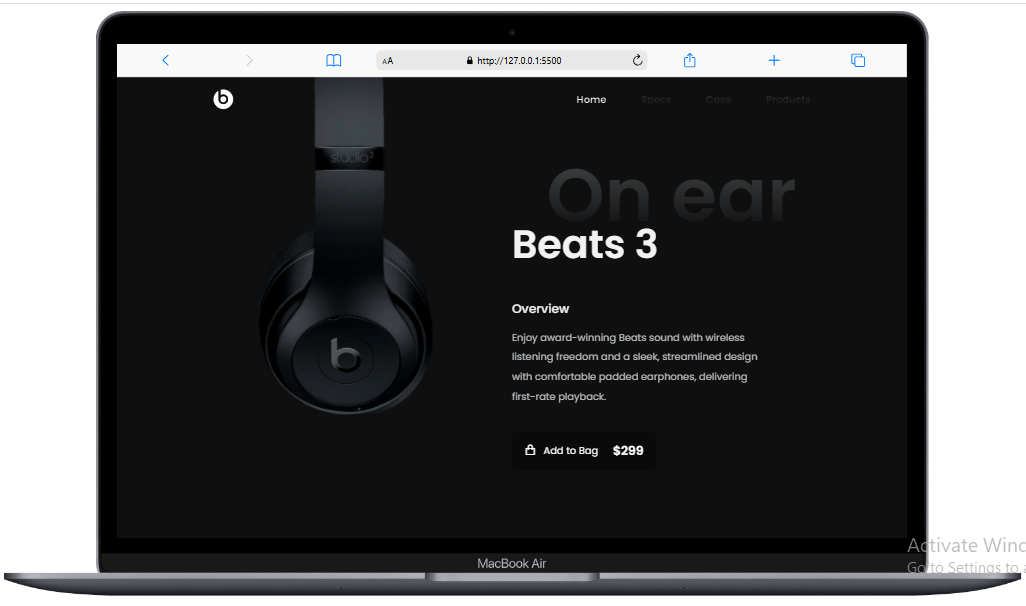 AA http://127.0.0.1:5500
Home Specs Case Products
studio3
On ear
Beats 3
Overview
Enjoy award-winning Beats sound with wireless
listening freedom and a sleek, streamlined design
with comfortable padded earphones, delivering
first-rate playback.
Add to Bag $299
MacBook Air
Activate Winc
Go to Settings to a